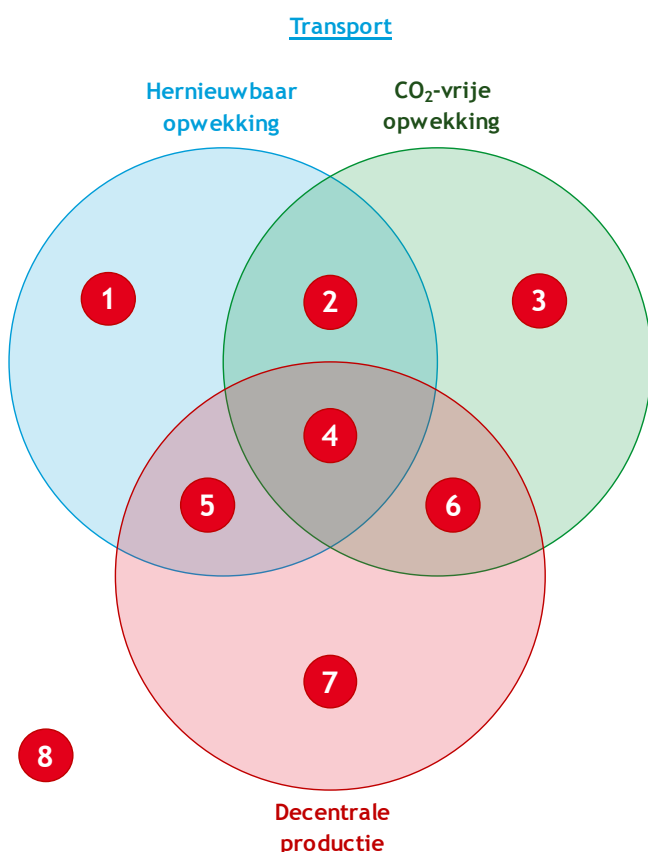 Transport
Hernieuwbaar
opwekking
CO₂-vrije
opwekking
1
2
3
4
5
6
7
8
Decentrale
productie